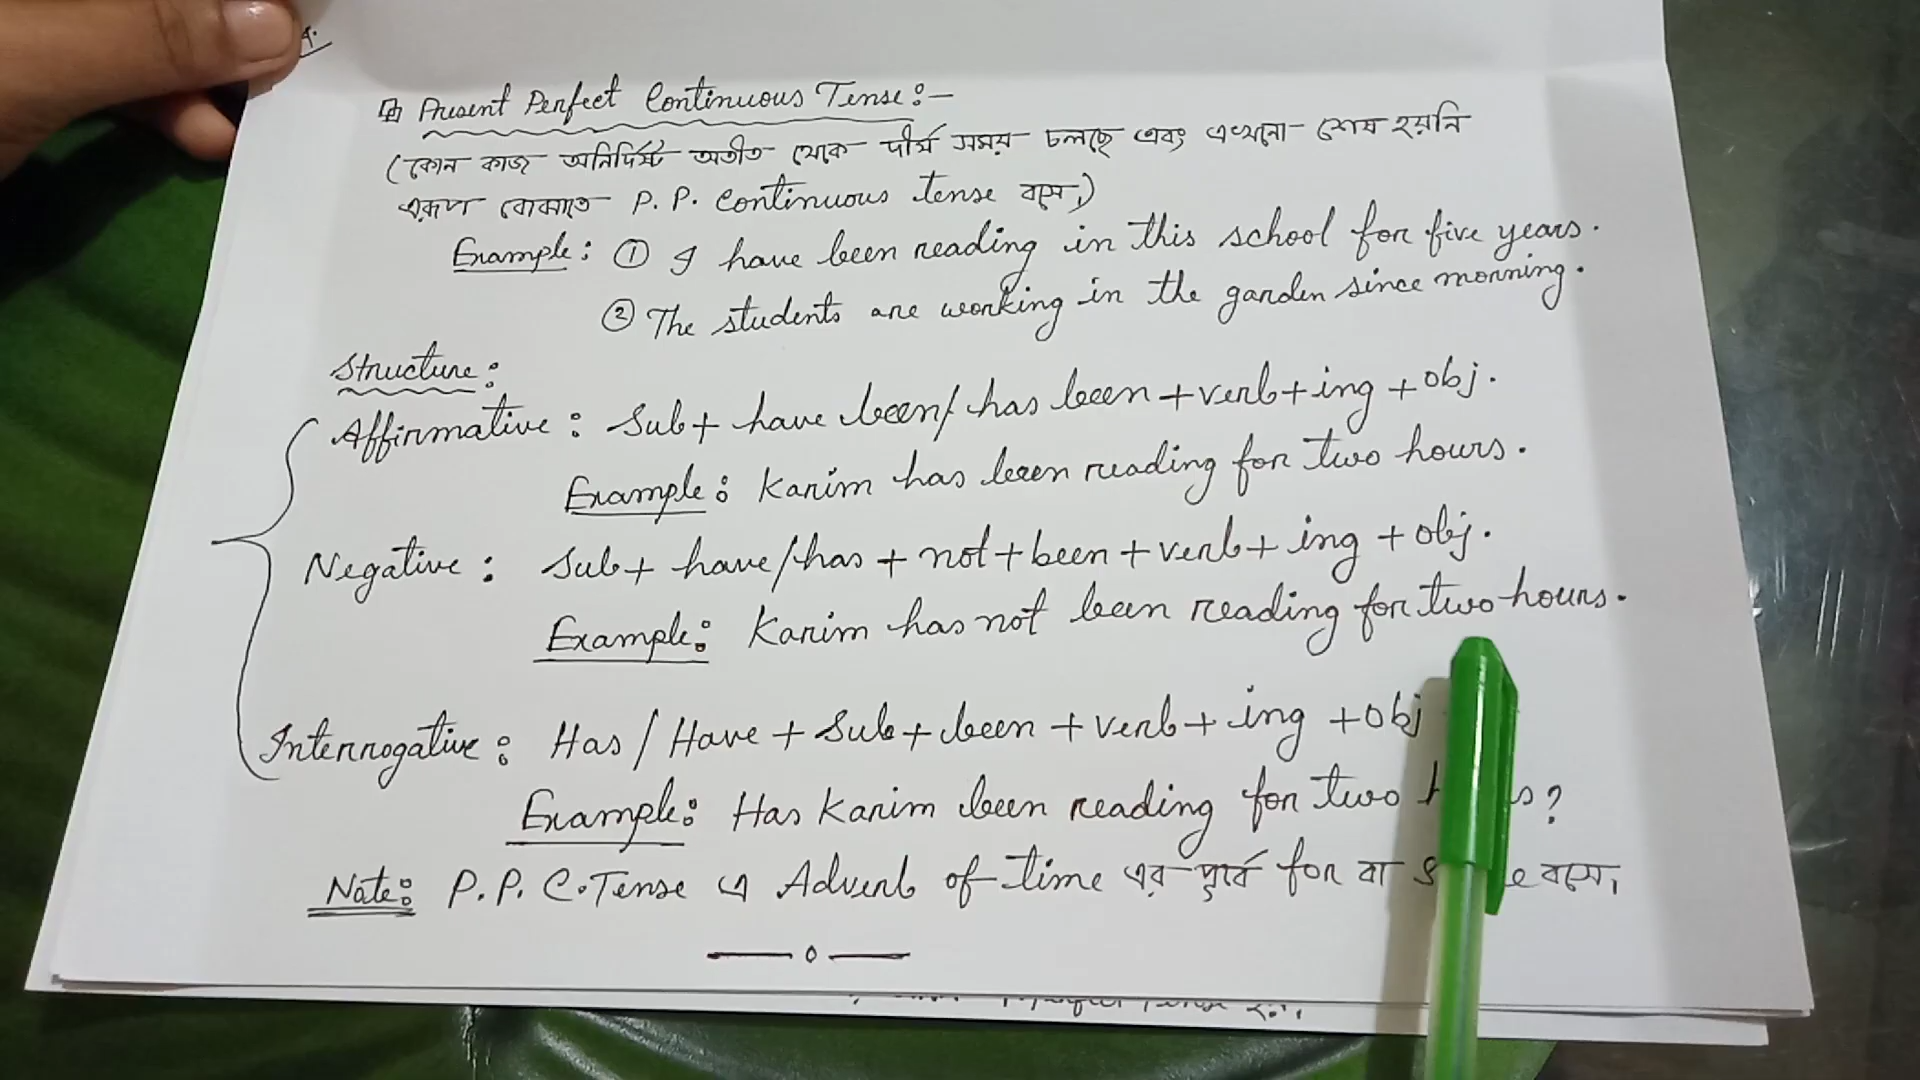 Present Perfect Continuous Tense:-
(কোন কাজ অনির্দিষ্ট অতীত থেকে দীর্ঘ সময় চলছে এবং এখনো শেষ হয়নি
এরূপ বোঝাতে P. P. Continuous tense বসে।)
Example: ① I have been reading in this school for five years.
② The students are working in the garden since morning.
Structure:
Affirmative: Sub + have been/ has been + verb + ing + obj.
Example: Karim has been reading for two hours.
Negative: Sub + have/has + not + been + verb + ing + obj.
Example: Karim has not been reading for two hours.
Interrogative: Has / Have + Sub + been + verb + ing + obj
Example: Has Karim been reading for two ?
Note: P. P. C. Tense এ Adverb of time এর পূর্বে for বা বসে।